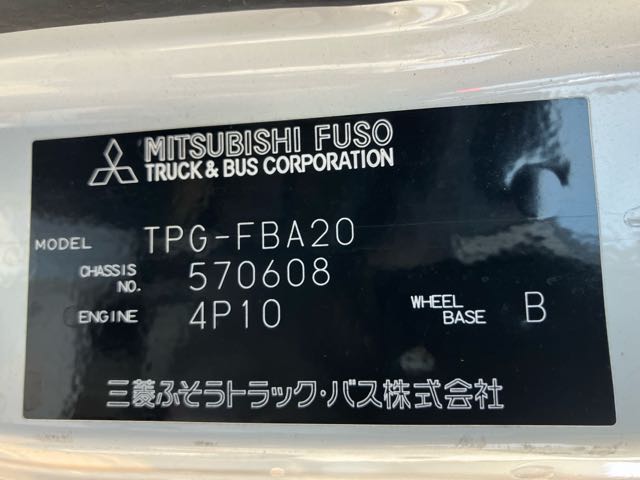 MITSUBISHI FUSO
TRUCK & BUS CORPORATION
MODEL TPG-FBA20
CHASSIS NO. 570608
ENGINE 4P10 WHEEL BASE B
三菱ふそうトラック・バス株式会社